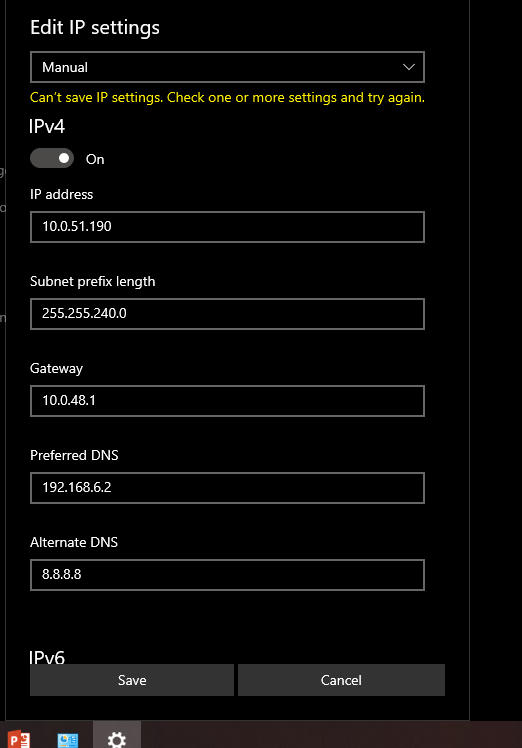 Edit IP settings
Manual
Can't save IP settings. Check one or more settings and try again.
IPv4
On
IP address
10.0.51.190
Subnet prefix length
255.255.240.0
Gateway
10.0.48.1
Preferred DNS
192.168.6.2
Alternate DNS
8.8.8.8
IPv6
Save Cancel